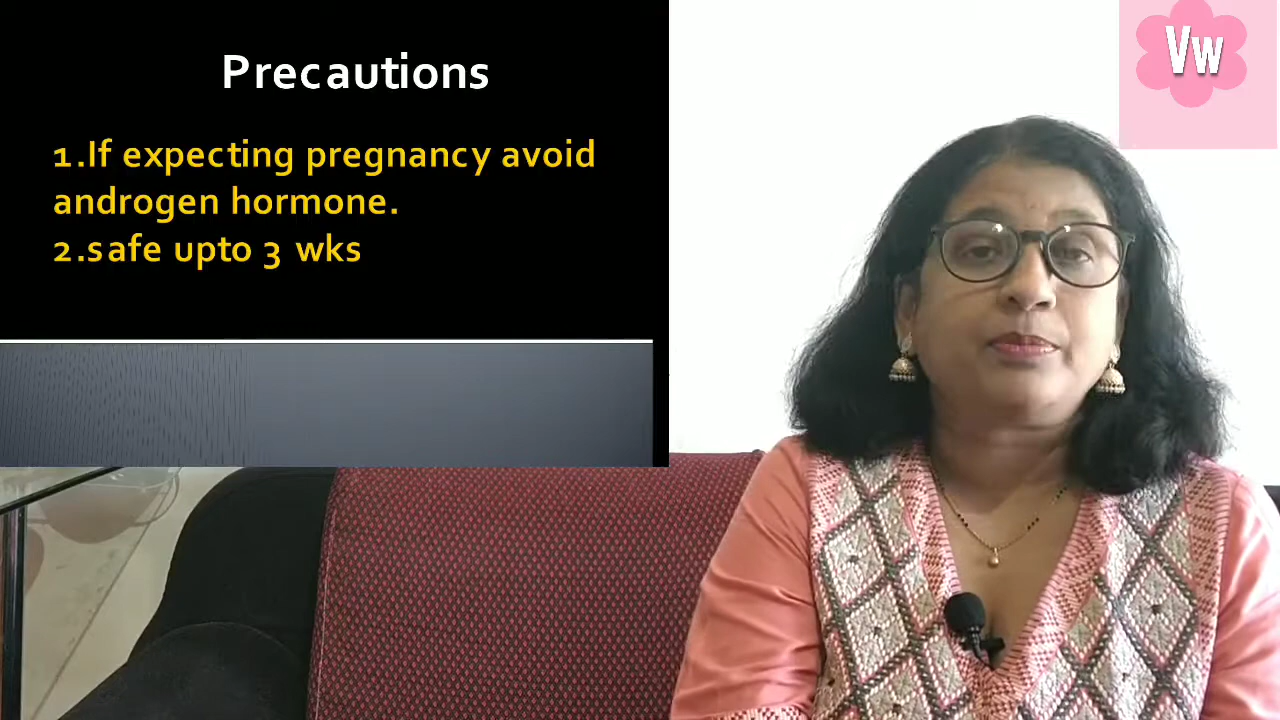 Precautions
1.If expecting pregnancy avoid
androgen hormone.
2.safe upto 3 wks
Vw